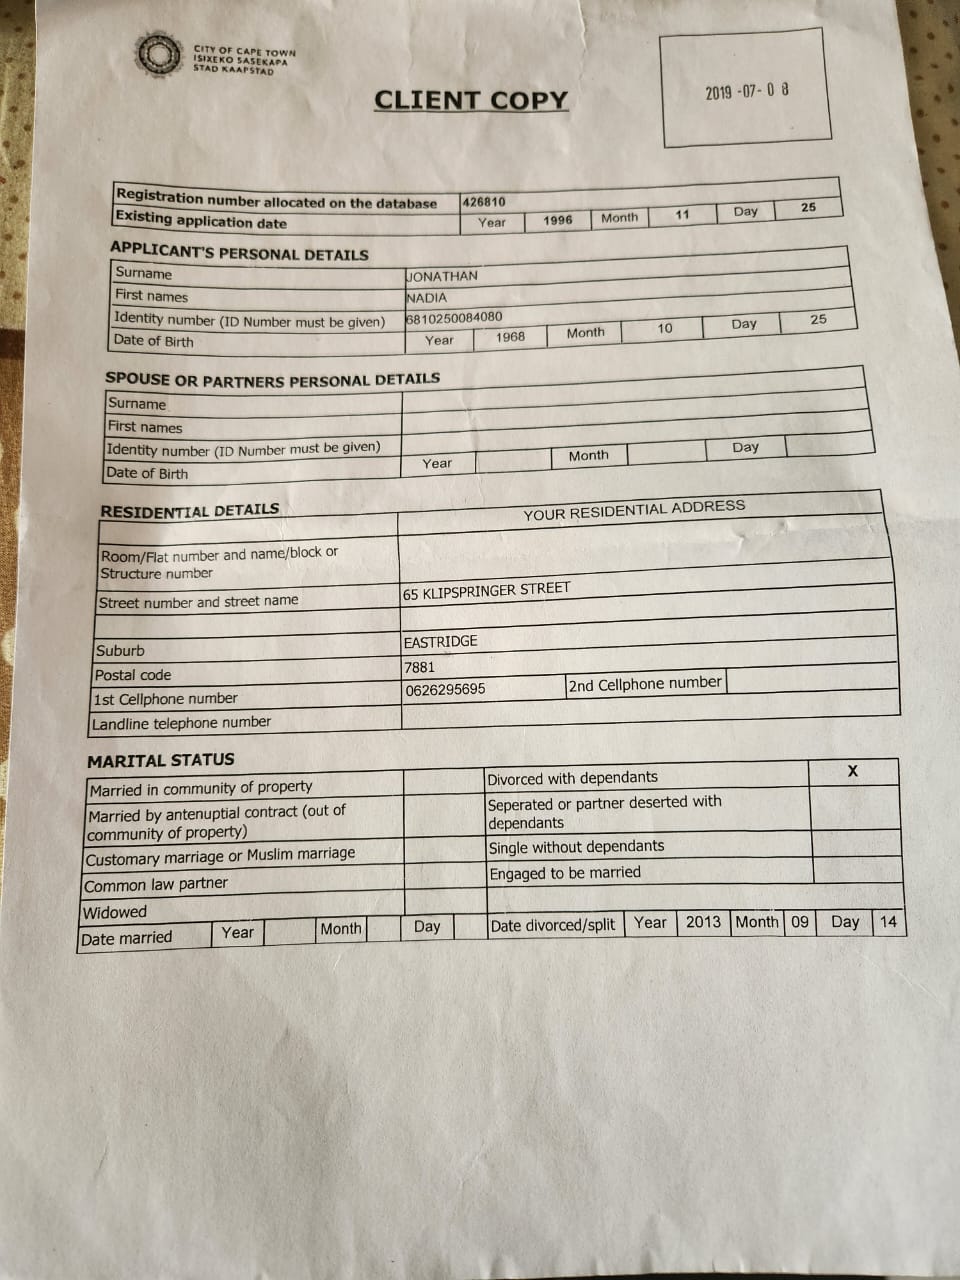 CITY OF CAPE TOWN
ISIXEKO SASEKAPA
STAD KAAPSTAD
CLIENT COPY
2019 -07- 0 8
Registration number allocated on the database 426810
Existing application date Year 1996 Month 11 Day 25
APPLICANT'S PERSONAL DETAILS
Surname JONATHAN
First names NADIA
Identity number (ID Number must be given) 6810250084080
Date of Birth Year 1968 Month 10 Day 25
SPOUSE OR PARTNERS PERSONAL DETAILS
Surname
First names
Identity number (ID Number must be given)
Date of Birth Year Month Day
RESIDENTIAL DETAILS
YOUR RESIDENTIAL ADDRESS
Room/Flat number and name/block or
Structure number
Street number and street name 65 KLIPSPRINGER STREET
Suburb EASTRIDGE
Postal code 7881
1st Cellphone number 0626295695 2nd Cellphone number
Landline telephone number
MARITAL STATUS
Married in community of property Divorced with dependants X
Married by antenuptial contract (out of
community of property)
Seperated or partner deserted with
dependants
Customary marriage or Muslim marriage Single without dependants
Common law partner Engaged to be married
Widowed
Date married Year Month Day Date divorced/split Year 2013 Month 09 Day 14